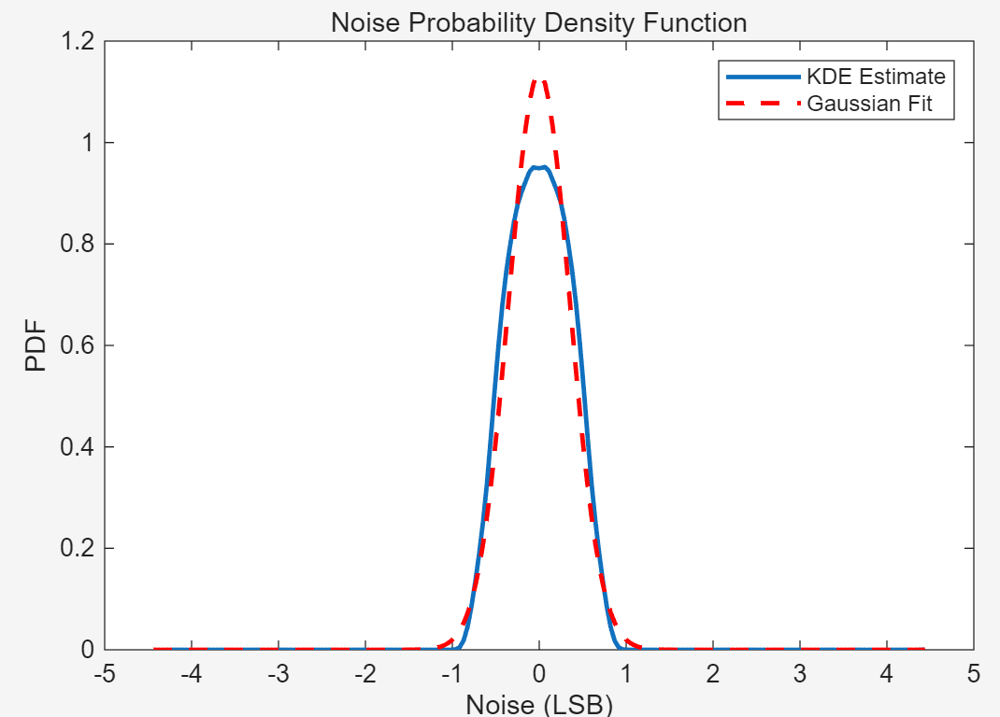 Noise Probability Density Function
1.2
1
0.8
0.6
0.4
0.2
0
PDF
KDE Estimate
Gaussian Fit
-5 -4 -3 -2 -1 0 1 2 3 4 5
Noise (LSB)